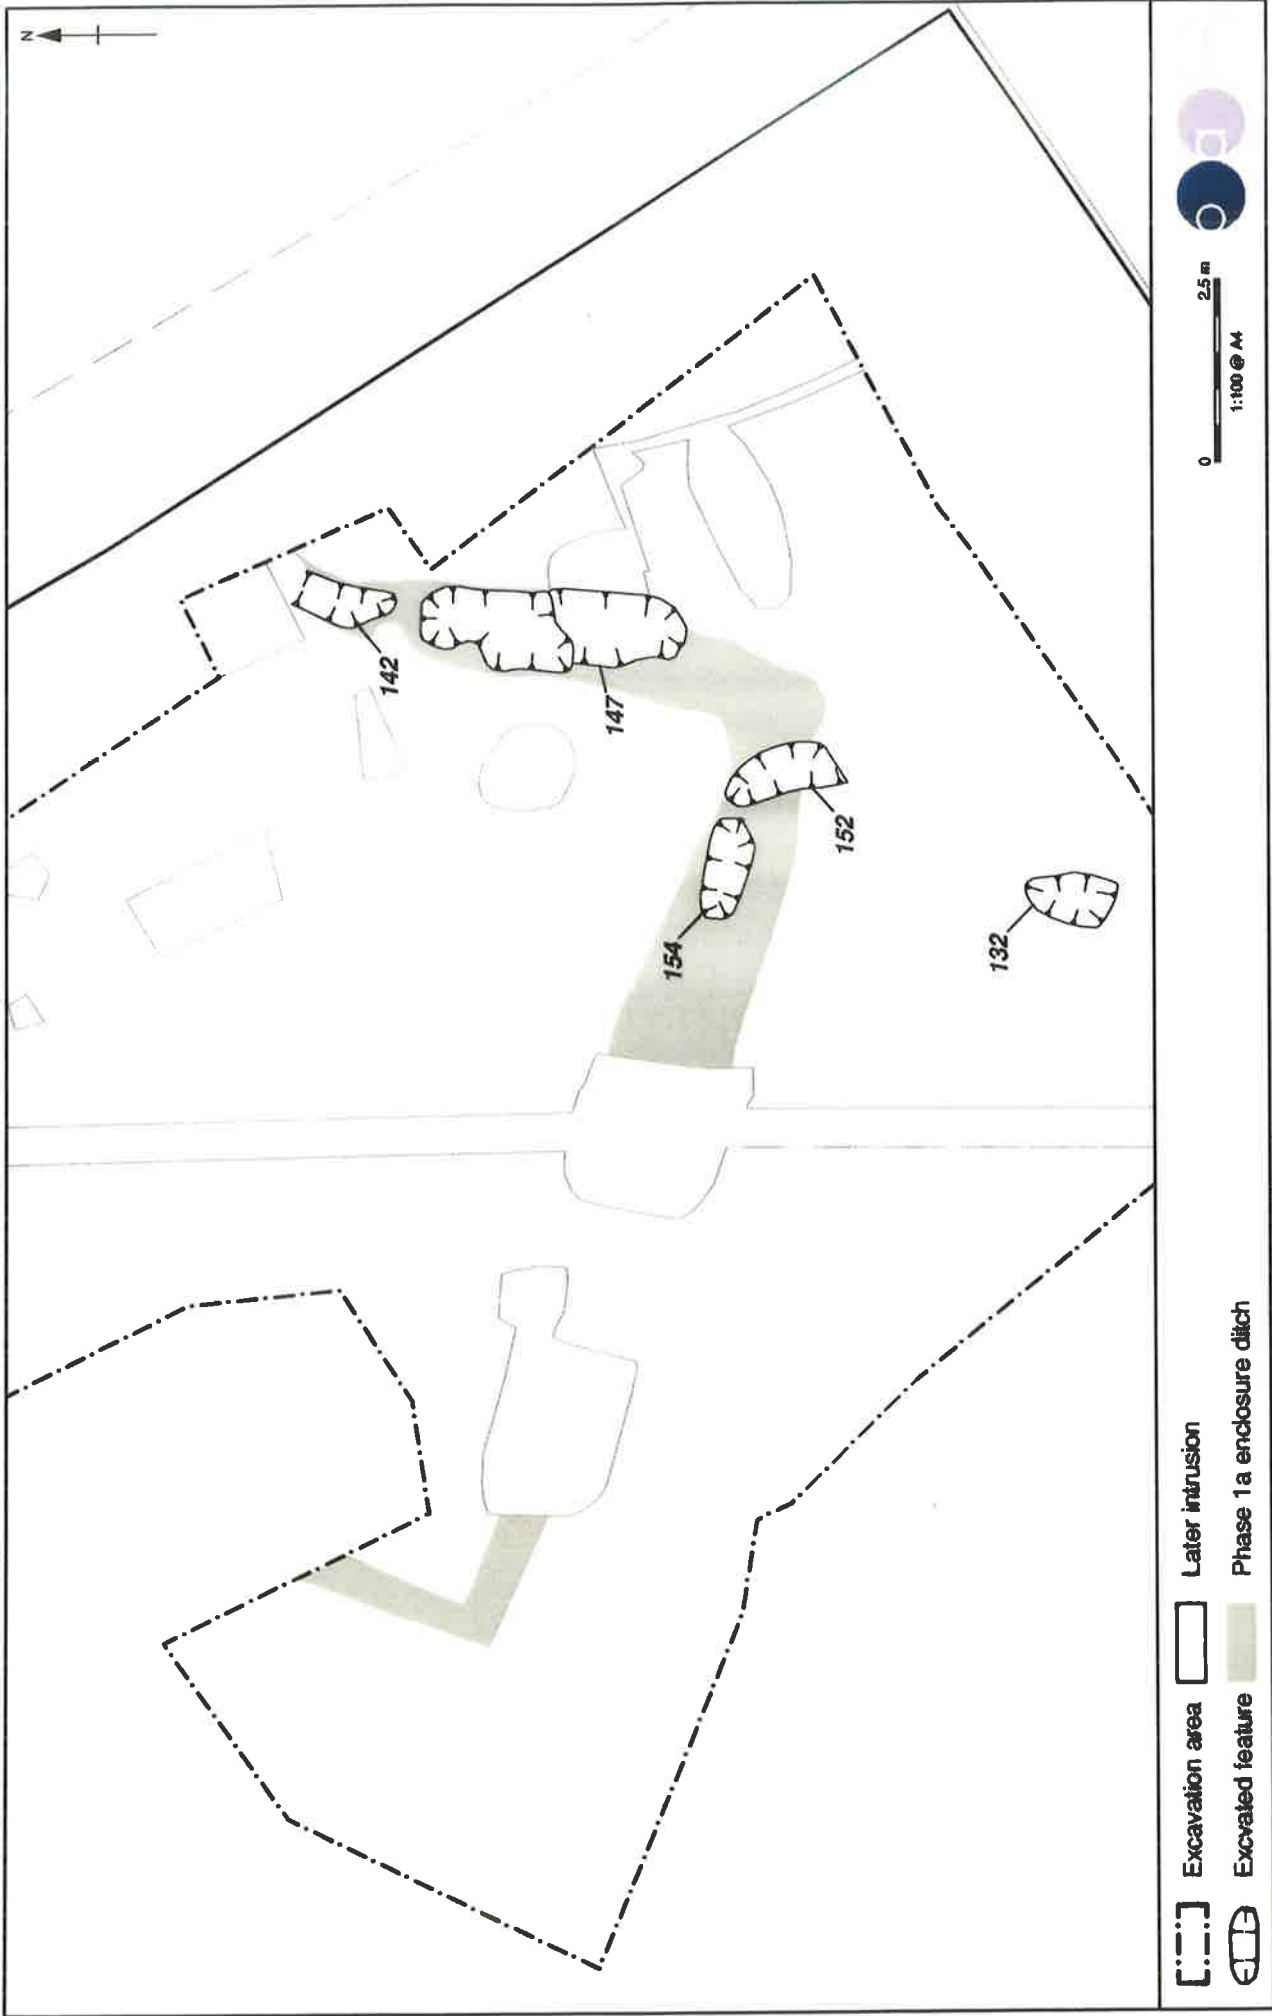 N
142
147
154
152
132
Excavation area
Later intrusion
Excvated feature
Phase 1a enclosure ditch
0 2.5 m
1:100 @ A4